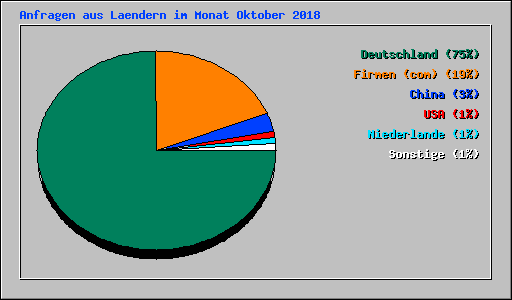 Anfragen aus Laendern im Monat Oktober 2018
Deutschland (75%)
Firmen (com) (19%)
China (3%)
USA (1%)
Niederlande (1%)
Sonstige (1%)